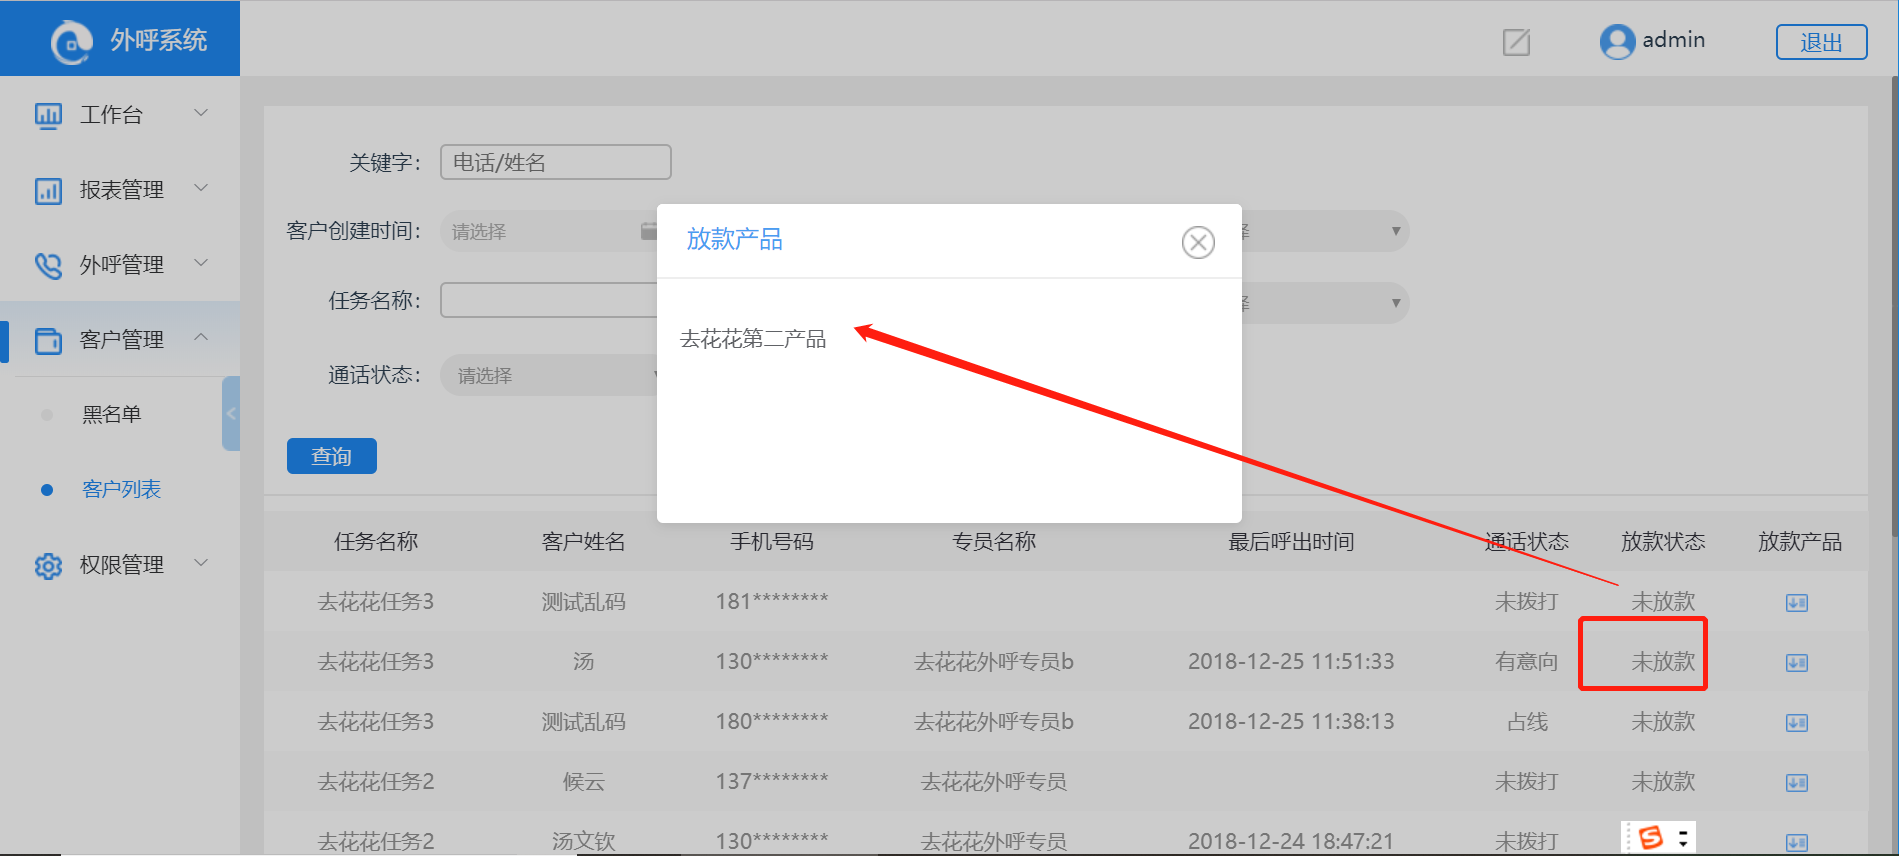 外呼系统
admin
退出
工作台
报表管理
外呼管理
客户管理
黑名单
客户列表
权限管理
关键字：
电话/姓名
客户创建时间：
请选择
择
任务名称：
择
通话状态：
请选择
查询
放款产品
去花花第二产品
任务名称 客户姓名 手机号码 专员名称 最后呼出时间 通话状态 放款状态 放款产品
去花花任务3 测试乱码 181******** 未拨打 未放款
去花花任务3 汤 130******** 去花花外呼专员b 2018-12-25 11:51:33 有意向 未放款
去花花任务3 测试乱码 180******** 去花花外呼专员b 2018-12-25 11:38:13 占线 未放款
去花花任务2 候云 137******** 去花花外呼专员 未拨打 未放款
去花花任务2 汤文钦 130******** 去花花外呼专员 2018-12-24 18:47:21 未拨打